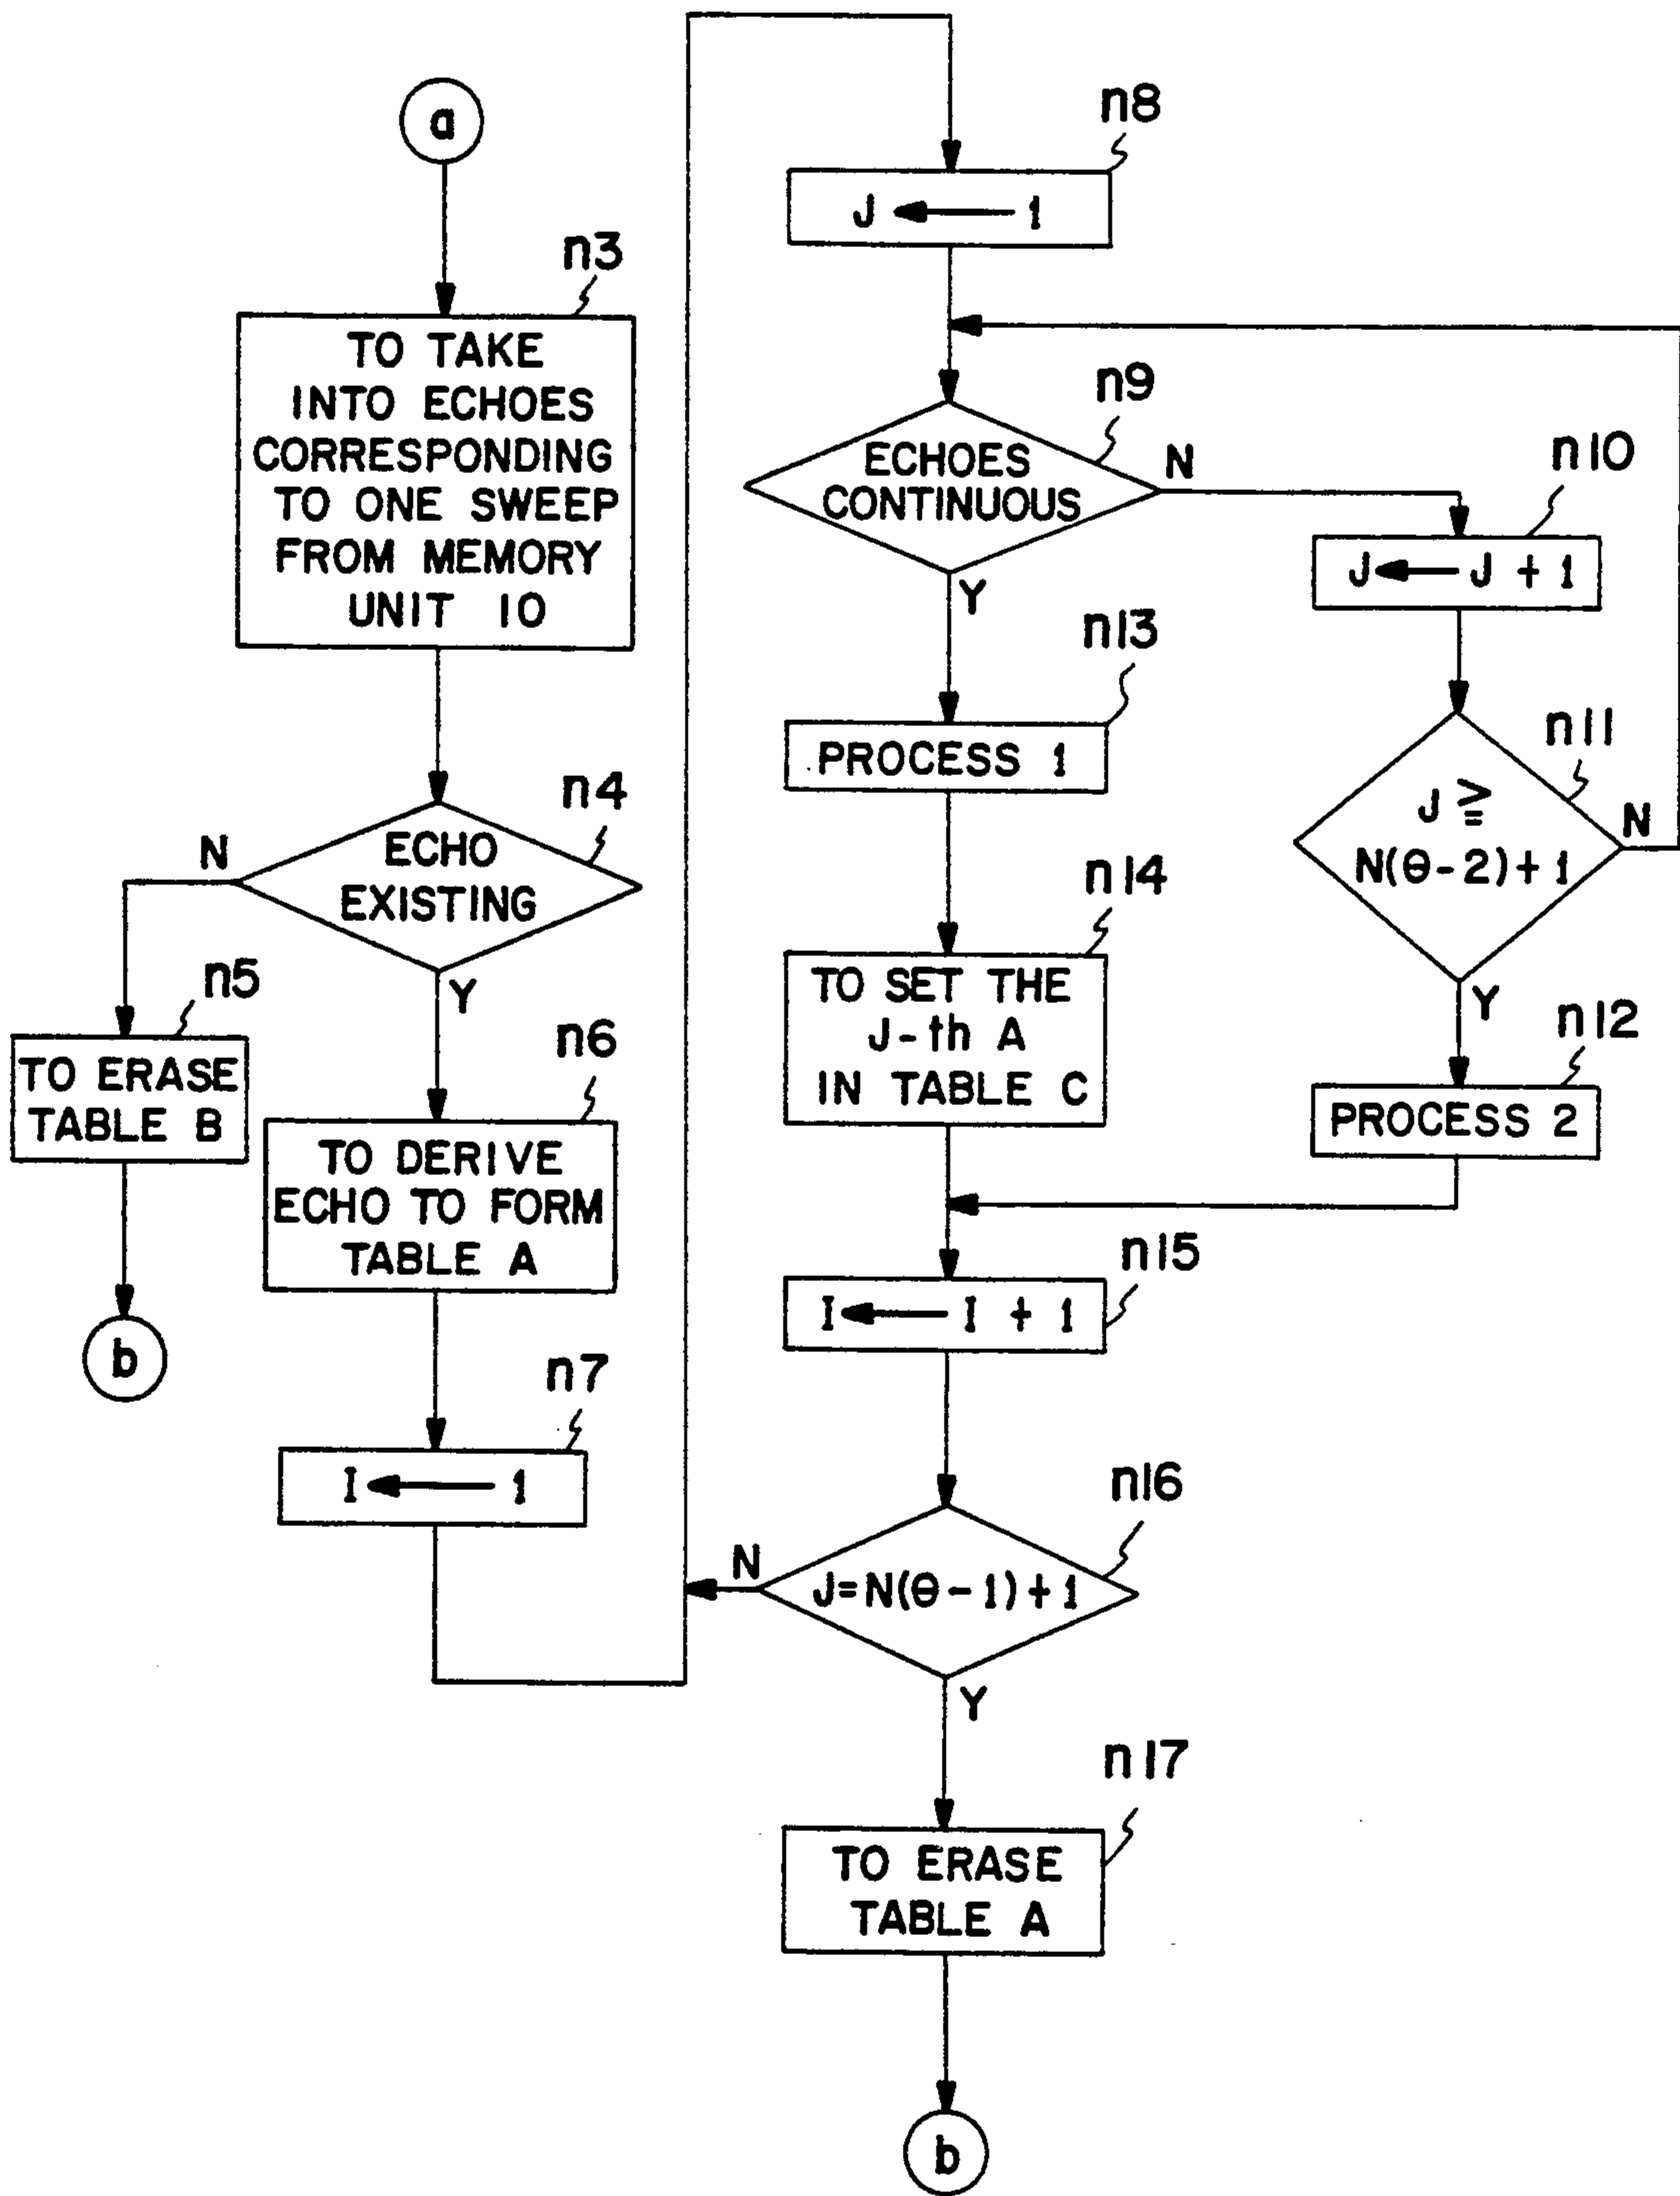 a
n3
TO TAKE
INTO ECHOES
CORRESPONDING
TO ONE SWEEP
FROM MEMORY
UNIT 10
n4
ECHO
EXISTING
N
Y
n5
TO ERASE
TABLE B
b
n6
TO DERIVE
ECHO TO FORM
TABLE A
n7
I ← 1
n8
J ← 1
n9
ECHOES
CONTINUOUS
N
Y
n10
J ← J + 1
n11
J ≧
N(θ-2)+1
N
Y
n12
PROCESS 2
n13
PROCESS 1
n14
TO SET THE
J-th A
IN TABLE C
n15
I ← I + 1
n16
J=N(θ-1)+1
N
Y
n17
TO ERASE
TABLE A
b